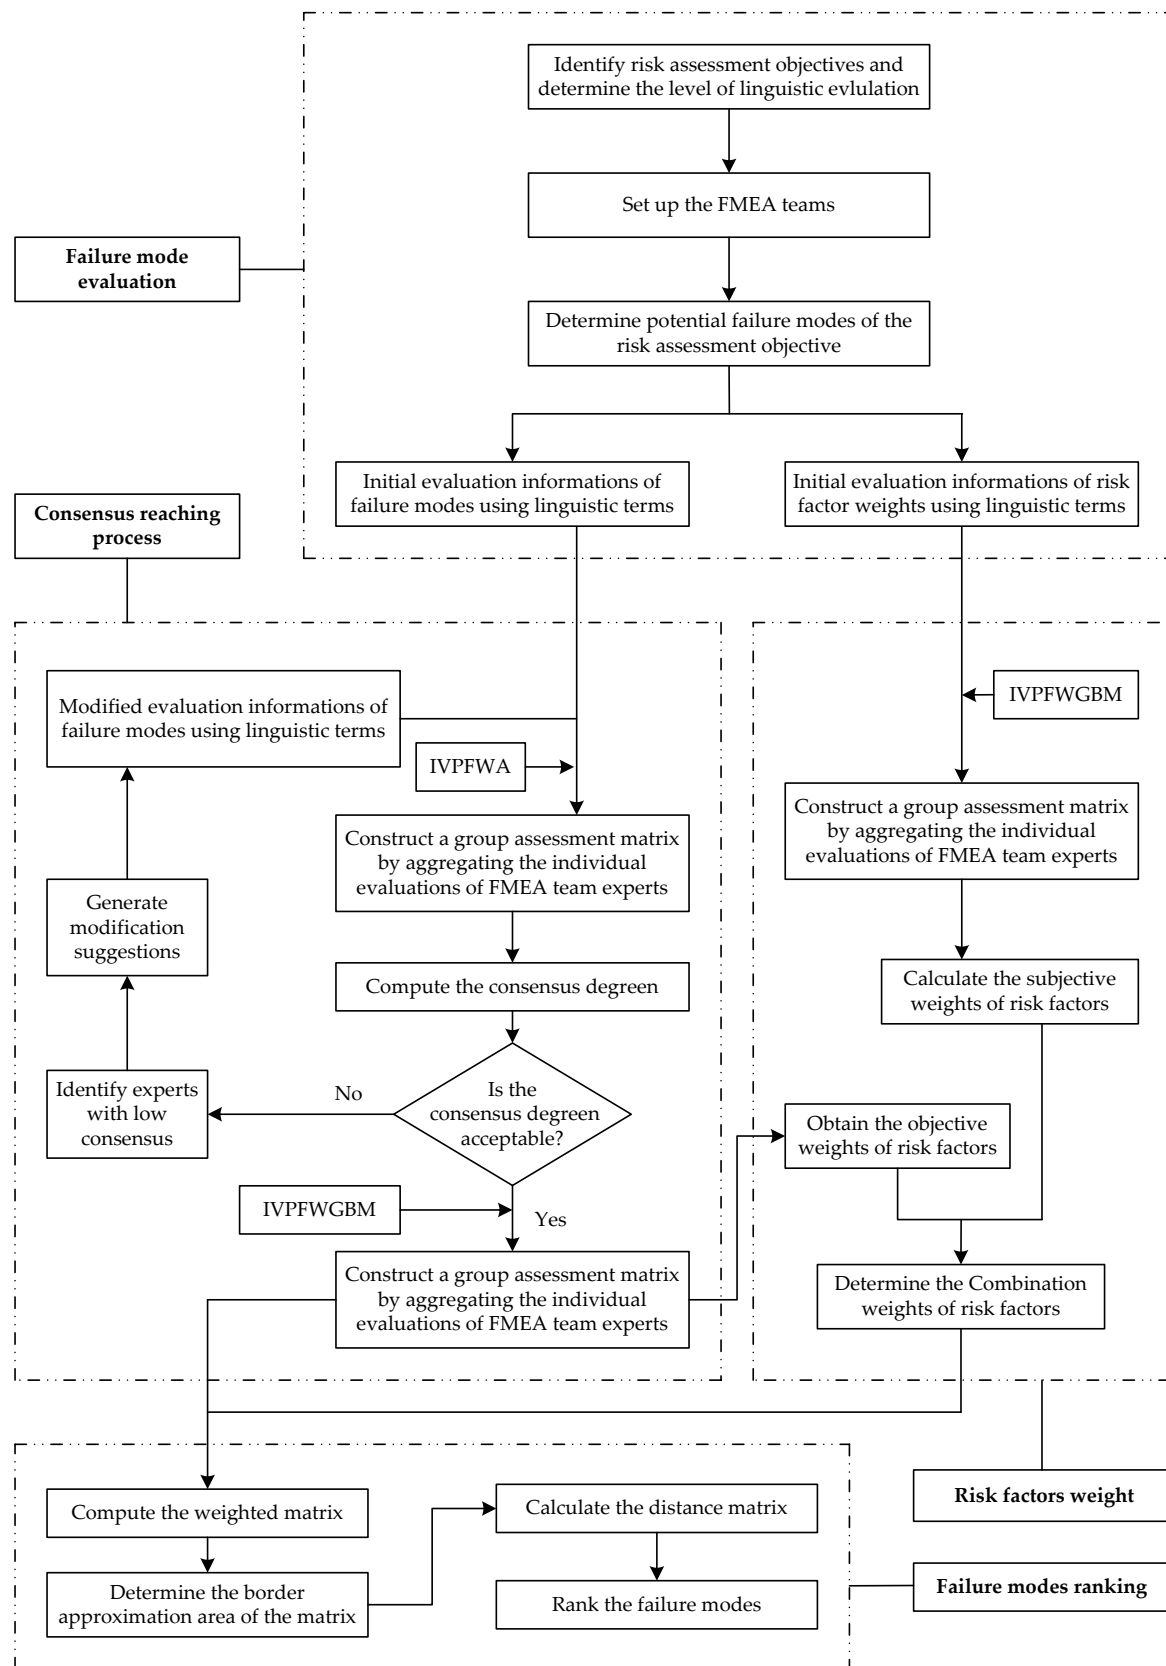 Identify risk assessment objectives and
determine the level of linguistic evlulation
Set up the FMEA teams
Failure mode
evaluation
Determine potential failure modes of the
risk assessment objective
Initial evaluation informations of
failure modes using linguistic terms
Initial evaluation informations of risk
factor weights using linguistic terms
Consensus reaching
process
Modified evaluation informations of
failure modes using linguistic terms
IVPFWGBM
IVPFWA
Construct a group assessment matrix
by aggregating the individual
evaluations of FMEA team experts
Construct a group assessment matrix
by aggregating the individual
evaluations of FMEA team experts
Generate
modification
suggestions
Compute the consensus degreen
Calculate the subjective
weights of risk factors
Identify experts
with low
consensus
No
Is the
consensus degreen
acceptable?
Obtain the objective
weights of risk factors
IVPFWGBM
Yes
Construct a group assessment matrix
by aggregating the individual
evaluations of FMEA team experts
Determine the Combination
weights of risk factors
Compute the weighted matrix
Calculate the distance matrix
Risk factors weight
Determine the border
approximation area of the matrix
Rank the failure modes
Failure modes ranking